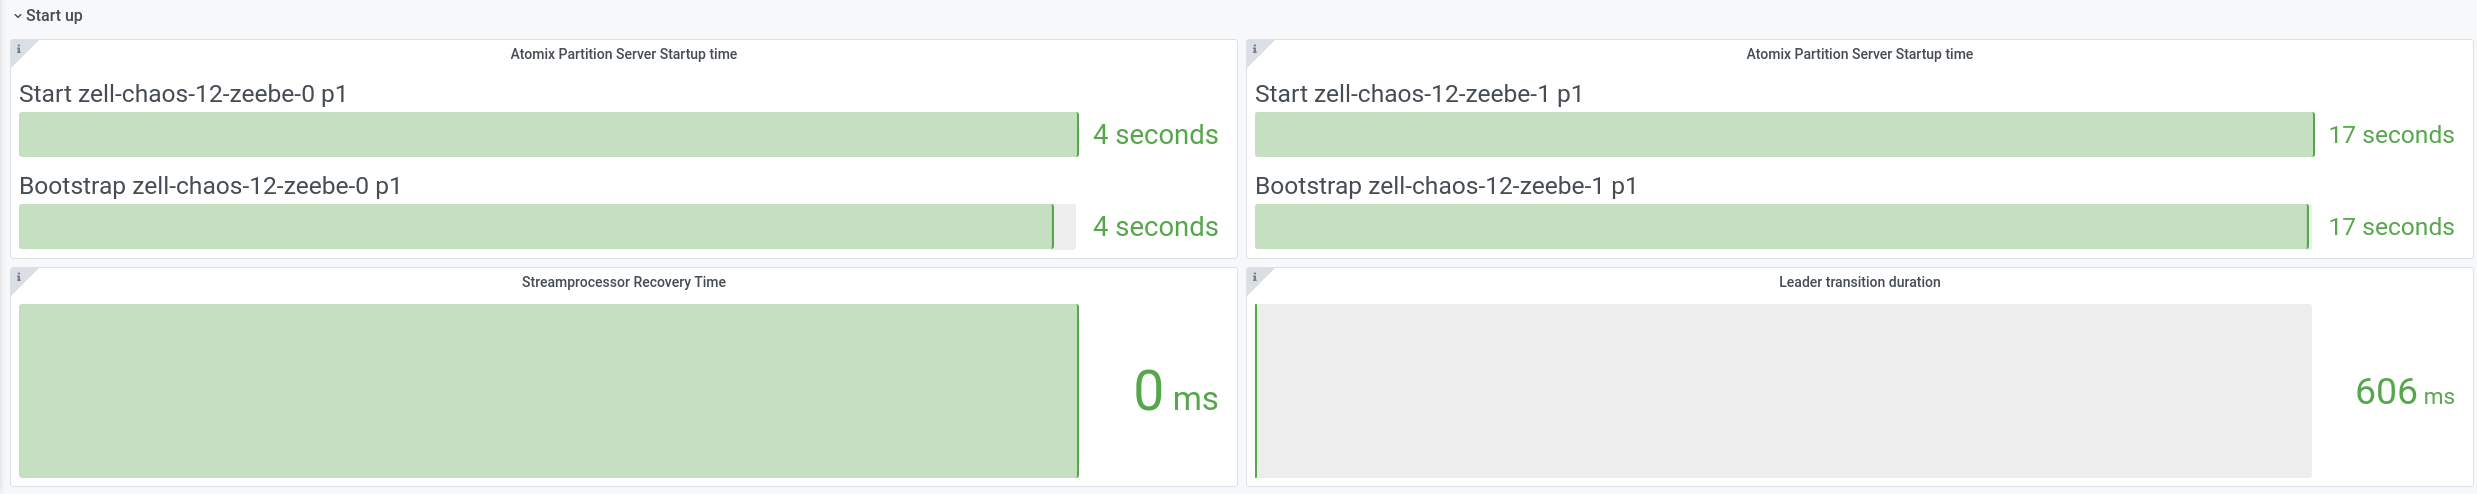 Start up
Atomix Partition Server Startup time
Start zell-chaos-12-zeebe-0 p1
4 seconds
Bootstrap zell-chaos-12-zeebe-0 p1
4 seconds
Atomix Partition Server Startup time
Start zell-chaos-12-zeebe-1 p1
17 seconds
Bootstrap zell-chaos-12-zeebe-1 p1
17 seconds
Streamprocessor Recovery Time
0 ms
Leader transition duration
606 ms